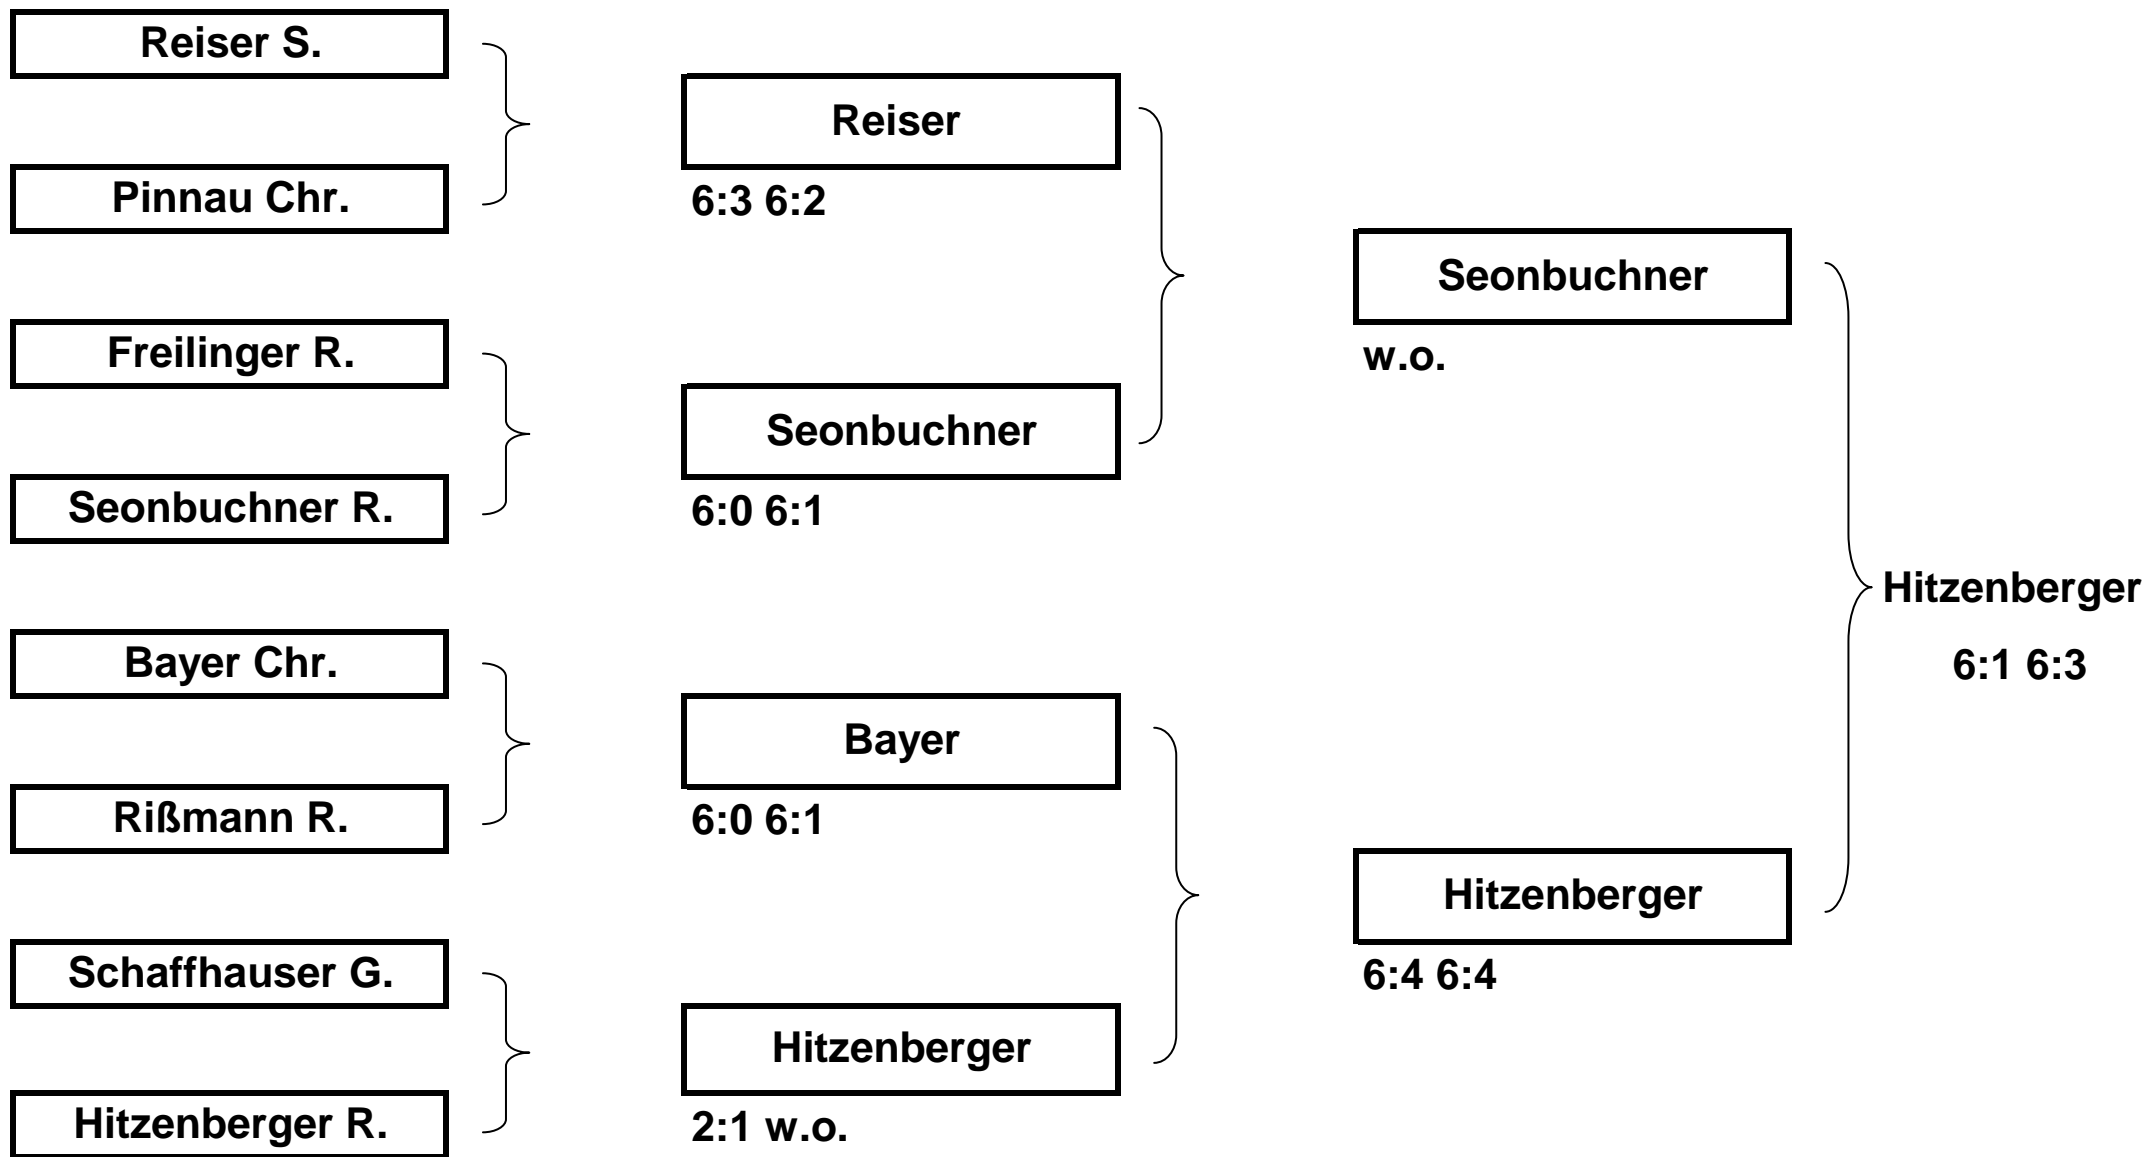 Reiser S.
Pinnau Chr.
Freilinger R.
Seonbuchner R.
Bayer Chr.
Rißmann R.
Schaffhauser G.
Hitzenberger R.
Reiser
6:3 6:2
Seonbuchner
6:0 6:1
Bayer
6:0 6:1
Hitzenberger
2:1 w.o.
Seonbuchner
w.o.
Hitzenberger
6:4 6:4
Hitzenberger
6:1 6:3